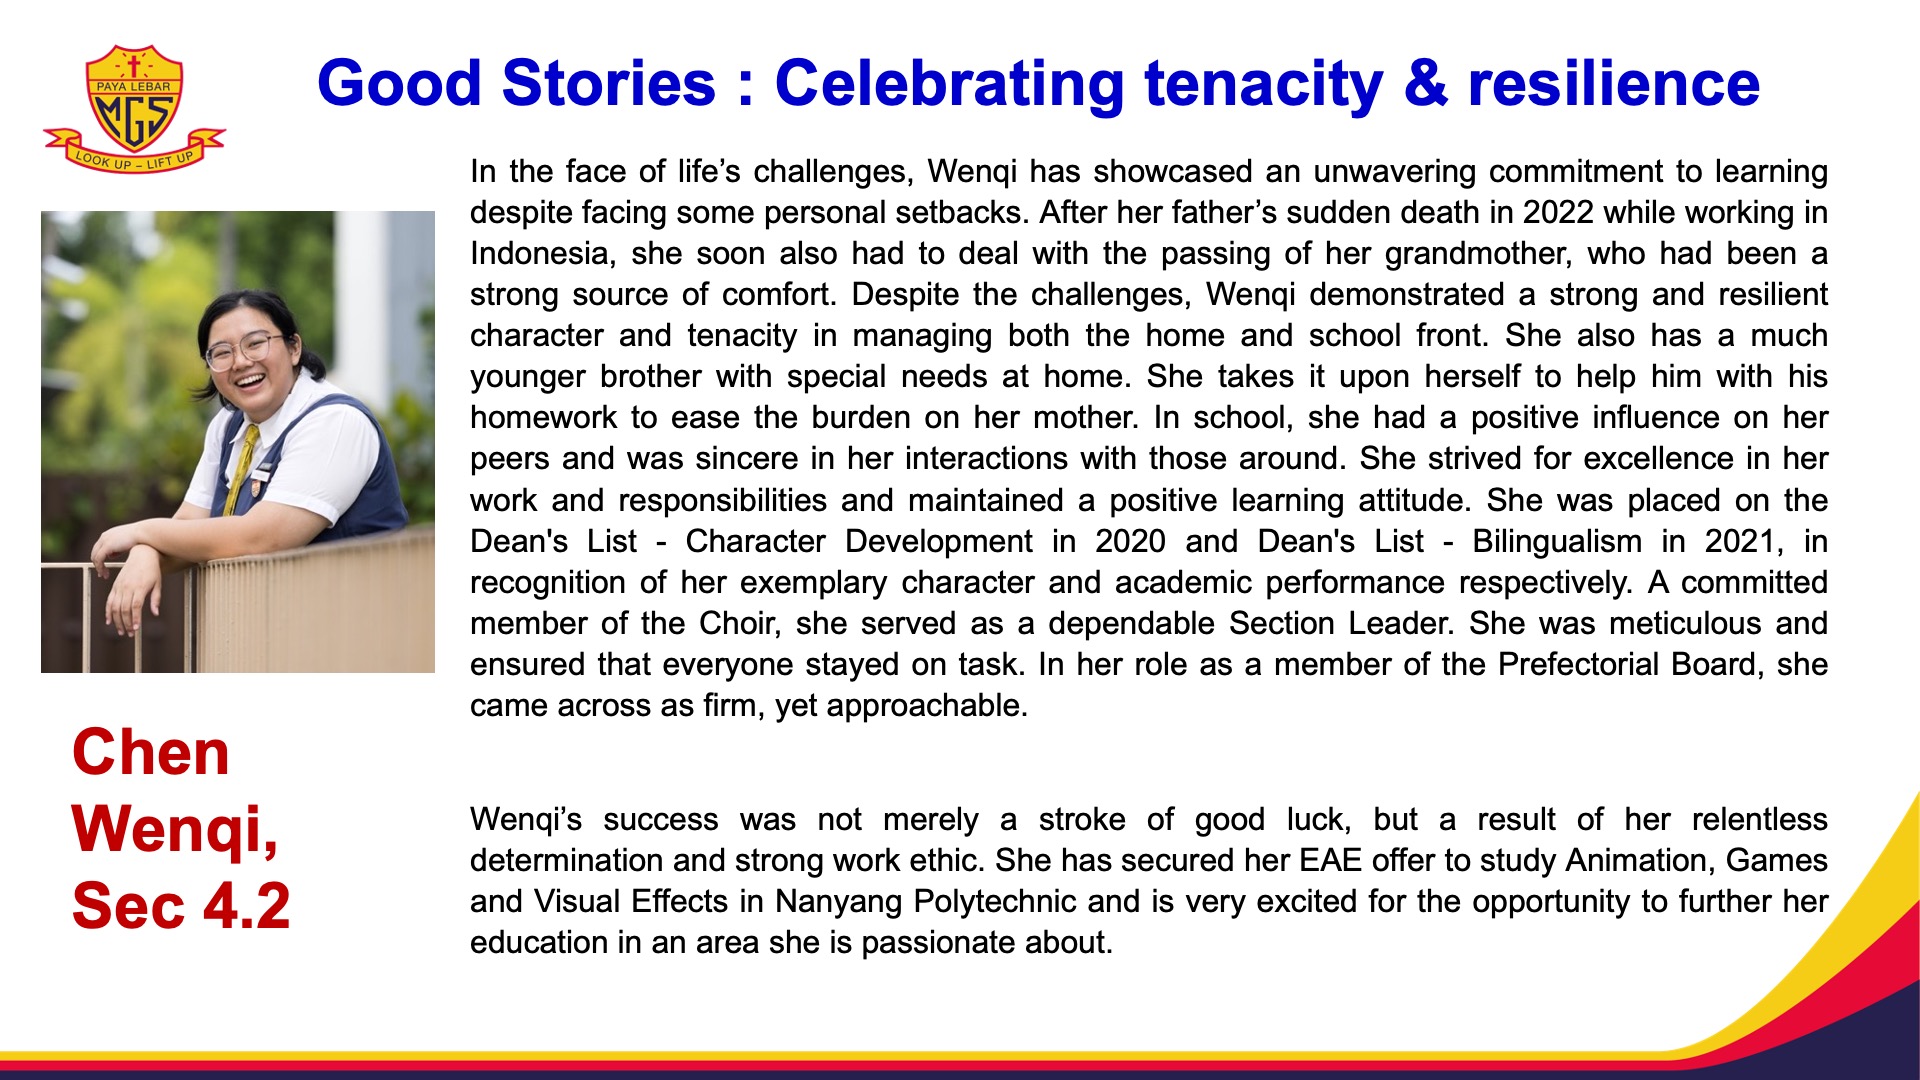 PAYA LEBAR
MGS
LOOK UP – LIFT UP
Good Stories : Celebrating tenacity & resilience
In the face of life’s challenges, Wenqi has showcased an unwavering commitment to learning
despite facing some personal setbacks. After her father’s sudden death in 2022 while working in
Indonesia, she soon also had to deal with the passing of her grandmother, who had been a
strong source of comfort. Despite the challenges, Wenqi demonstrated a strong and resilient
character and tenacity in managing both the home and school front. She also has a much
younger brother with special needs at home. She takes it upon herself to help him with his
homework to ease the burden on her mother. In school, she had a positive influence on her
peers and was sincere in her interactions with those around. She strived for excellence in her
work and responsibilities and maintained a positive learning attitude. She was placed on the
Dean's List - Character Development in 2020 and Dean's List - Bilingualism in 2021, in
recognition of her exemplary character and academic performance respectively. A committed
member of the Choir, she served as a dependable Section Leader. She was meticulous and
ensured that everyone stayed on task. In her role as a member of the Prefectorial Board, she
came across as firm, yet approachable.
Wenqi’s success was not merely a stroke of good luck, but a result of her relentless
determination and strong work ethic. She has secured her EAE offer to study Animation, Games
and Visual Effects in Nanyang Polytechnic and is very excited for the opportunity to further her
education in an area she is passionate about.
Chen
Wenqi,
Sec 4.2